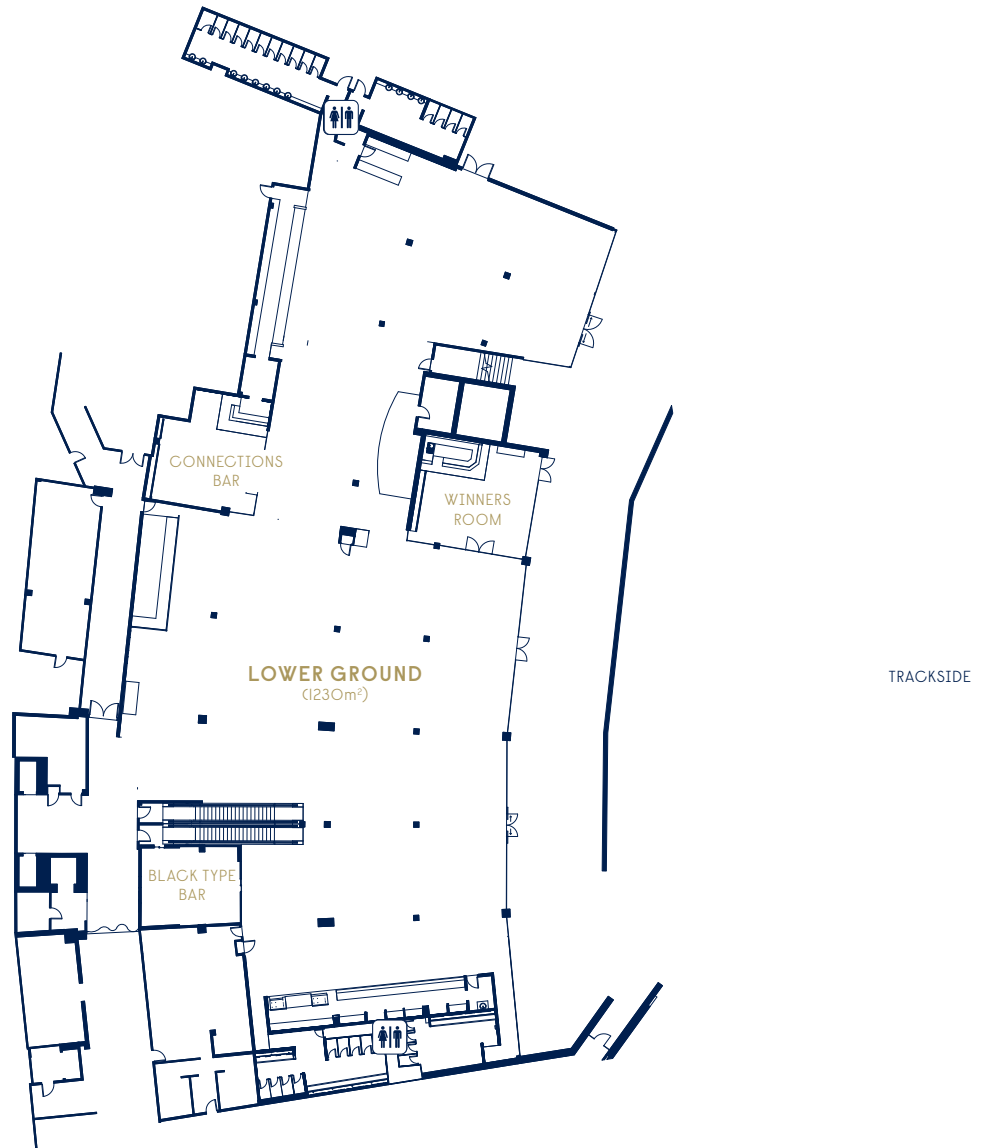 CONNECTIONS
BAR
WINNERS
ROOM
LOWER GROUND
(1230m²)
TRACKSIDE
BLACK TYPE
BAR